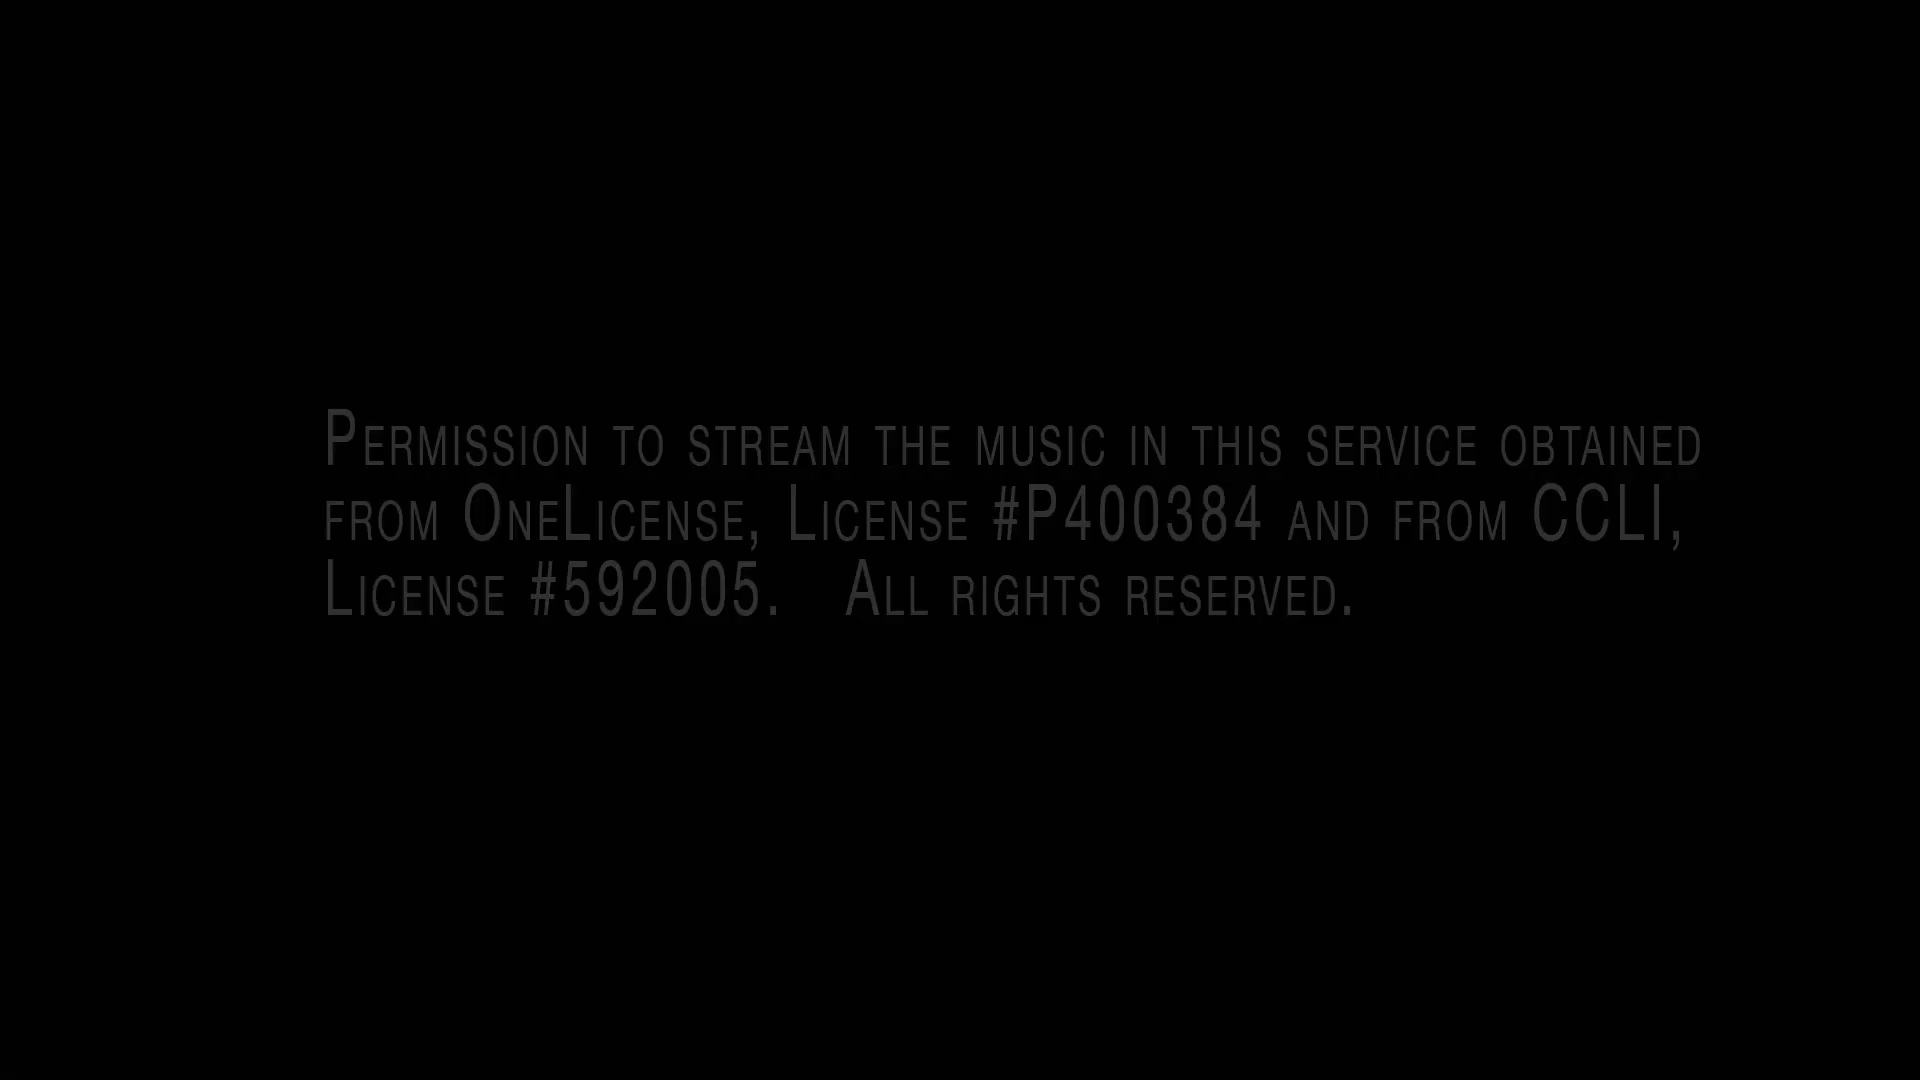 Permission to stream the music in this service obtained
from OneLicense, License #P400384 and from CCLI,
License #592005.   All rights reserved.